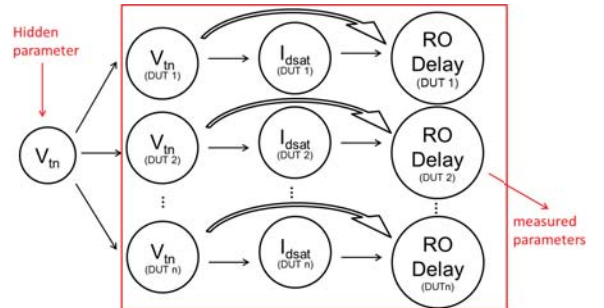 Hidden
parameter
Vtn
Vtn
(DUT 1)
Idsat
(DUT 1)
RO
Delay
(DUT 1)
Vtn
(DUT 2)
Idsat
(DUT 2)
RO
Delay
(DUT 2)
⋮
⋮
⋮
Vtn
(DUT n)
Idsat
(DUT n)
RO
Delay
(DUTn)
measured
parameters